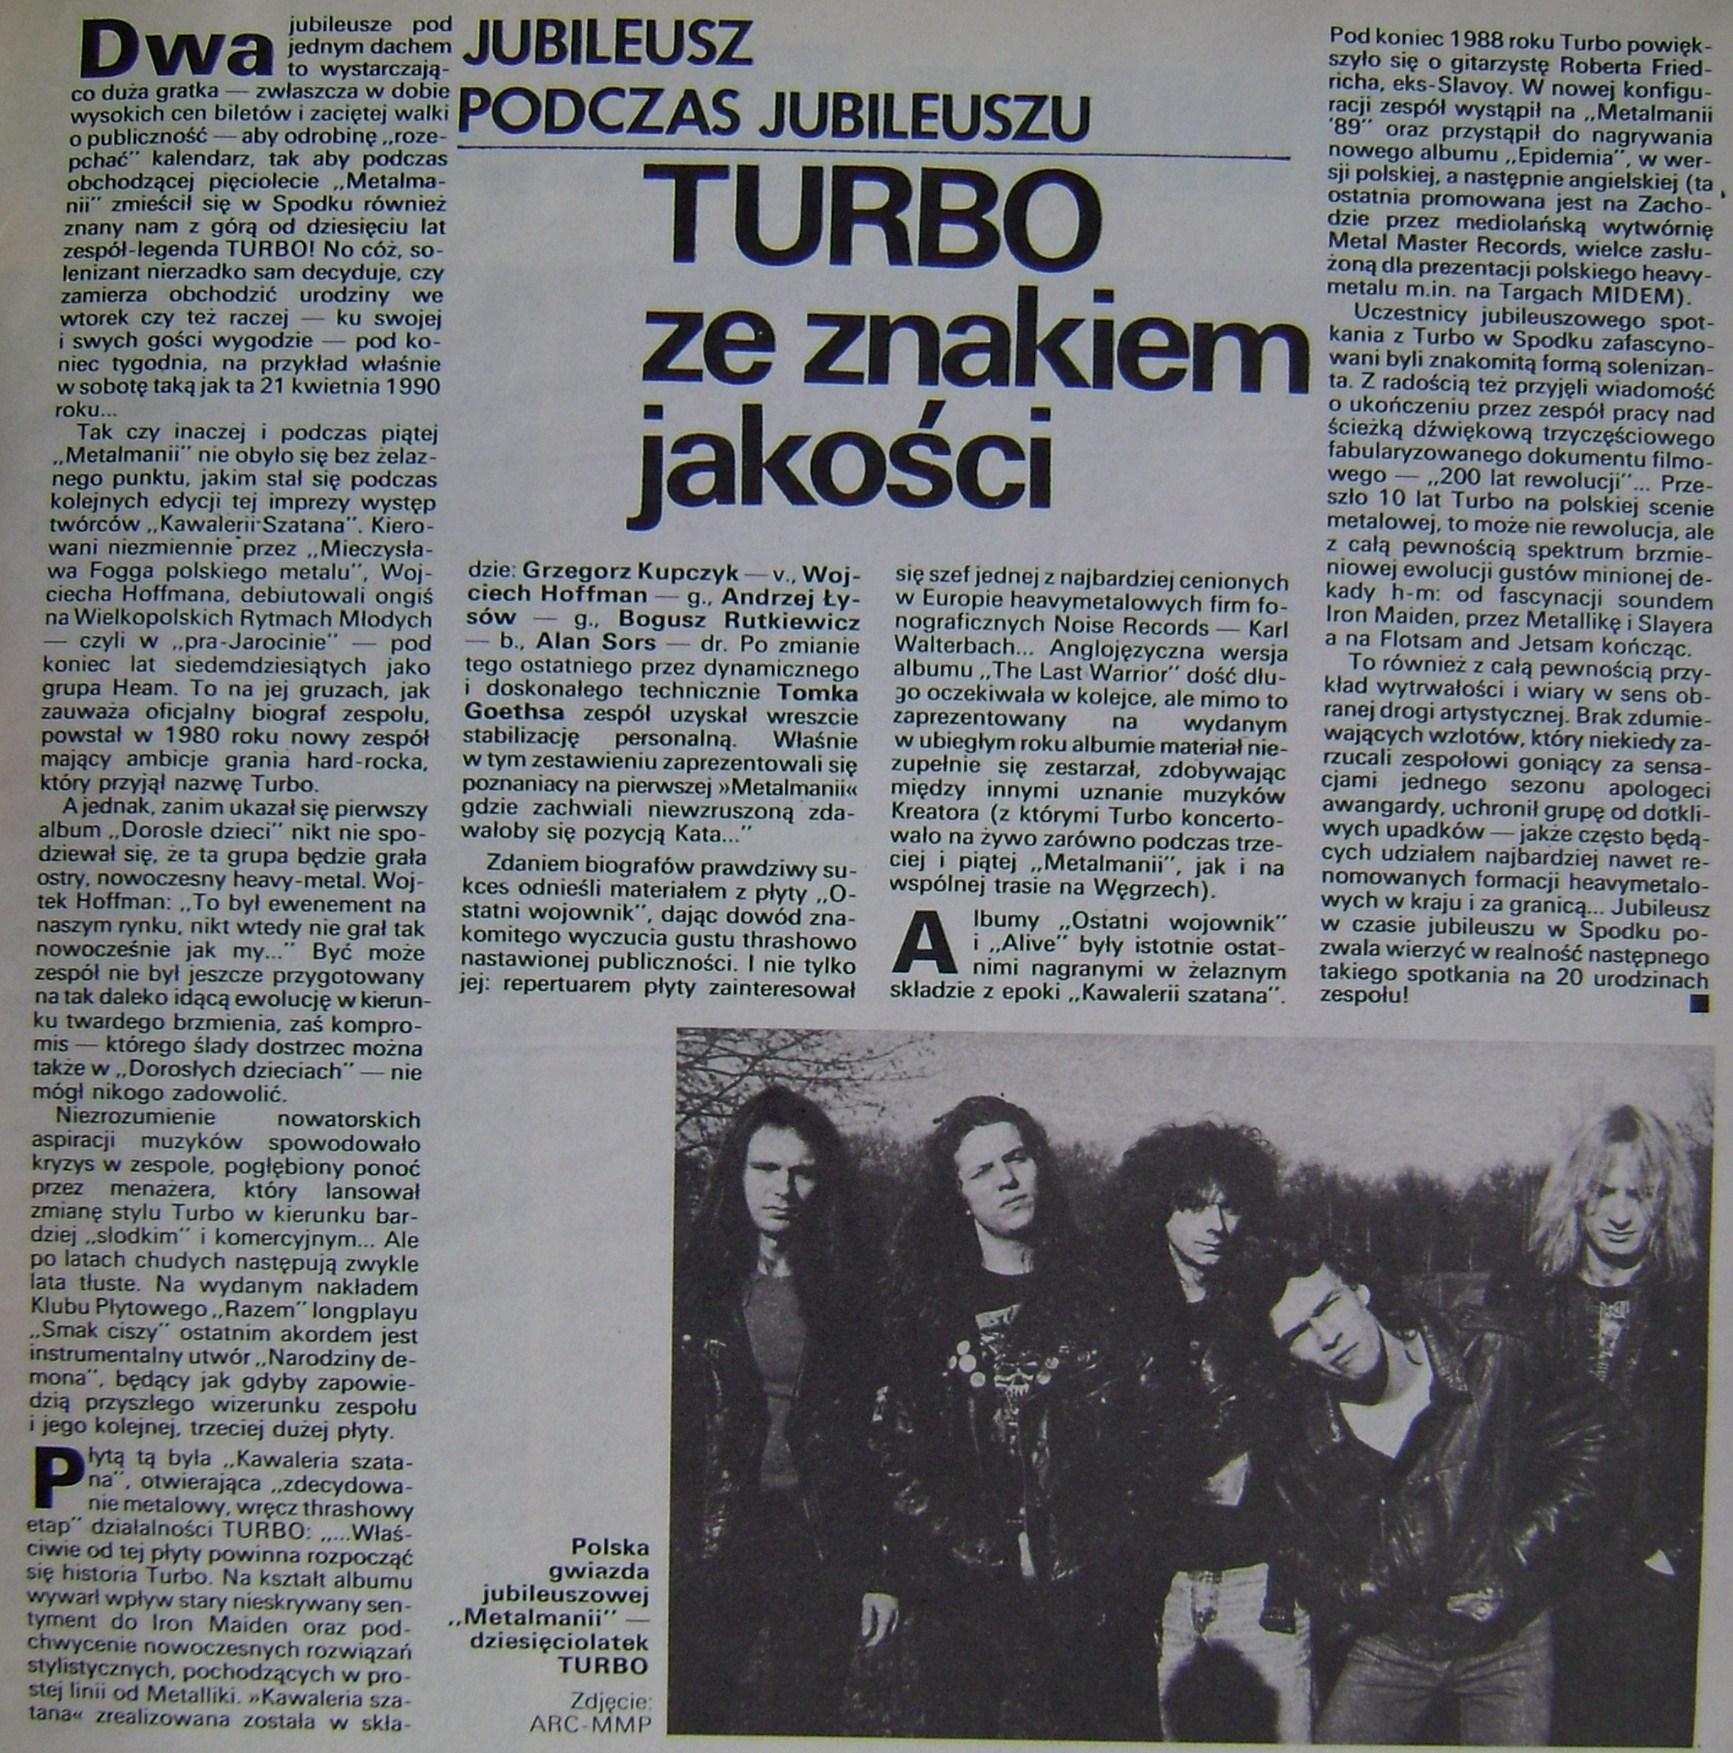 JUBILEUSZ
PODCZAS JUBILEUSZU
TURBO
ze znakiem
jakości
Dwa jubileusze pod
jednym dachem
to wystarczają-
co duża gratka — zwłaszcza w dobie
wysokich cen biletów i zaciętej walki
o publiczność — aby odrobinę „roze-
pchać” kalendarz, tak aby podczas
obchodzącej pięciolecie „Metalma-
nii” zmieścił się w Spodku również
znany nam z górą od dziesięciu lat
zespół-legenda TURBO! No cóż, so-
lenizant nierzadko sam decyduje, czy
zamierza obchodzić urodziny we
wtorek czy też raczej — ku swojej
i swych gości wygodzie — pod ko-
niec tygodnia, na przykład właśnie
w sobotę taką jak ta 21 kwietnia 1990
roku...
Tak czy inaczej i podczas piątej
„Metalmanii” nie obyło się bez żelaz-
nego punktu, jakim stał się podczas
kolejnych edycji tej imprezy występ
twórców „Kawalerii Szatana”. Kiero-
wani niezmiennie przez „Mieczysła-
wa Fogga polskiego metalu”, Woj-
ciecha Hoffmana, debiutowali ongiś
na Wielkopolskich Rytmach Młodych
— czyli w „pra-Jarocinie” — pod
koniec lat siedemdziesiątych jako
grupa Heam. To na jej gruzach, jak
zauważa oficjalny biograf zespołu,
powstał w 1980 roku nowy zespół
mający ambicje grania hard-rocka,
który przyjął nazwę Turbo.
A jednak, zanim ukazał się pierwszy
album „Dorosłe dzieci” nikt nie spo-
dziewał się, że ta grupa będzie grała
ostry, nowoczesny heavy-metal. Woj-
tek Hoffman: „To był ewenement na
naszym rynku, nikt wtedy nie grał tak
nowocześnie jak my...” Być może
zespół nie był jeszcze przygotowany
na tak daleko idącą ewolucję w kierun-
ku twardego brzmienia, zaś kompro-
mis — którego ślady dostrzec można
także w „Dorosłych dzieciach” — nie
mógł nikogo zadowolić.
Niezrozumienie nowatorskich
aspiracji muzyków spowodowało
kryzys w zespole, pogłębiony ponoć
przez menażera, który lansował
zmianę stylu Turbo w kierunku bar-
dziej „słodkim” i komercyjnym... Ale
po latach chudych następują zwykle
lata tłuste. Na wydanym nakładem
Klubu Płytowego „Razem” longplayu
„Smak ciszy” ostatnim akordem jest
instrumentalny utwór „Narodziny de-
mona”, będący jak gdyby zapowie-
dzią przyszłego wizerunku zespołu
i jego kolejnej, trzeciej dużej płyty.
Płytą tą była „Kawaleria szata-
na”, otwierająca „zdecydowa-
nie metalowy, wręcz thrashowy
etap” działalności TURBO: „...Właś-
ciwie od tej płyty powinna rozpocząć
się historia Turbo. Na kształt albumu
wywarł wpływ stary nieskrywany sen-
tyment do Iron Maiden oraz pod-
chwycenie nowoczesnych rozwiązań
stylistycznych, pochodzących w pro-
stej linii od Metalliki. »Kawaleria sza-
tana« zrealizowana została w skła-
dzie: Grzegorz Kupczyk — v., Woj-
ciech Hoffman — g., Andrzej Ły-
sów — g., Bogusz Rutkiewicz
— b., Alan Sors — dr. Po zmianie
tego ostatniego przez dynamicznego
i doskonałego technicznie Tomka
Goethsa zespół uzyskał wreszcie
stabilizację personalną. Właśnie
w tym zestawieniu zaprezentowali się
poznaniacy na pierwszej »Metalmanii«
gdzie zachwiali niewzruszoną zda-
wałoby się pozycją Kata...”
Zdaniem biografów prawdziwy su-
kces odnieśli materiałem z płyty „O-
statni wojownik”, dając dowód zna-
komitego wyczucia gustu thrashowo
nastawionej publiczności. I nie tylko
jej: repertuarem płyty zainteresował
się szef jednej z najbardziej cenionych
w Europie heavymetalowych firm fo-
nograficznych Noise Records — Karl
Walterbach... Anglojęzyczna wersja
albumu „The Last Warrior” dość dłu-
go oczekiwała w kolejce, ale mimo to
zaprezentowany na wydanym
w ubiegłym roku albumie materiał nie-
zupełnie się zestarzał, zdobywając
między innymi uznanie muzyków
Kreatora (z którymi Turbo koncerto-
wało na żywo zarówno podczas trze-
ciej i piątej „Metalmanii”, jak i na
wspólnej trasie na Węgrzech).
Albumy „Ostatni wojownik”
i „Alive” były istotnie ostat-
nimi nagranymi w żelaznym
składzie z epoki „Kawalerii szatana”.
Pod koniec 1988 roku Turbo powięk-
szyło się o gitarzystę Roberta Fried-
richa, eks-Slavoy. W nowej konfigu-
racji zespół wystąpił na „Metalmanii
'89” oraz przystąpił do nagrywania
nowego albumu „Epidemia”, w wer-
sji polskiej, a następnie angielskiej (ta
ostatnia promowana jest na Zacho-
dzie przez mediolańską wytwórnię
Metal Master Records, wielce zasłu-
żoną dla prezentacji polskiego heavy-
metalu m.in. na Targach MIDEM).
Uczestnicy jubileuszowego spot-
kania z Turbo w Spodku zafascyno-
wani byli znakomitą formą solenizan-
ta. Z radością też przyjęli wiadomość
o ukończeniu przez zespół pracy nad
ścieżką dźwiękową trzyczęściowego
fabularyzowanego dokumentu filmo-
wego — „200 lat rewolucji”... Prze-
szło 10 lat Turbo na polskiej scenie
metalowej, to może nie rewolucja, ale
z całą pewnością spektrum brzmie-
niowej ewolucji gustów minionej de-
kady h-m: od fascynacji soundem
Iron Maiden, przez Metallikę i Slayera
a na Flotsam and Jetsam kończąc.
To również z całą pewnością przy-
kład wytrwałości i wiary w sens ob-
ranej drogi artystycznej. Brak zdumie-
wających wzlotów, który niekiedy za-
rzucali zespołowi goniący za sensa-
cjami jednego sezonu apologeci
awangardy, uchronił grupę od dotkli-
wych upadków — jakże często będą-
cych udziałem najbardziej nawet re-
nomowanych formacji heavymetalo-
wych w kraju i za granicą... Jubileusz
w czasie jubileuszu w Spodku po-
zwala wierzyć w realność następnego
takiego spotkania na 20 urodzinach
zespołu!
Polska
gwiazda
jubileuszowej
„Metalmanii” —
dziesięciolatek
TURBO
Zdjęcie:
ARC-MMP